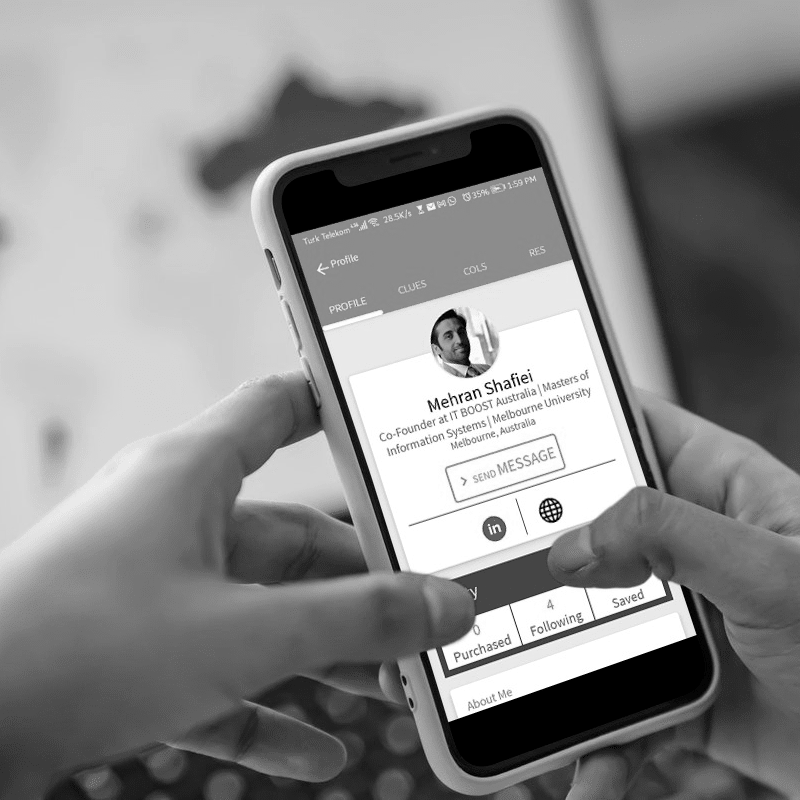 Turk Telekom 28.5K/s 35% 1:59 PM
Profile
PROFILE CLUES COLS RES
Mehran Shafiei
Co-Founder at IT BOOST Australia | Masters of
Information Systems | Melbourne University
Melbourne, Australia
> SEND MESSAGE
in
0 4
Purchased Following Saved
About Me